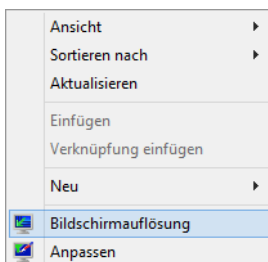 Ansicht
Sortieren nach
Aktualisieren
Einfügen
Verknüpfung einfügen
Neu
Bildschirmauflösung
Anpassen